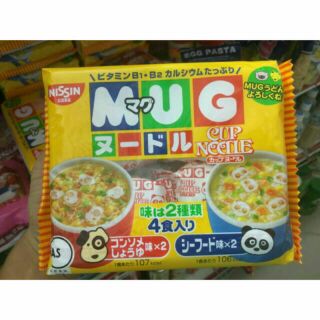 EGG PASTA
ビタミンB1・B2 カルシウムたっぷり
NISSIN
MUGうどん
よろしくね
MUG
マグ
ヌードル
CUP NOODLE
カップヌードル
MUG
味は2種類
4食入り
コンソメ
しょうゆ味×2
シーフード味×2